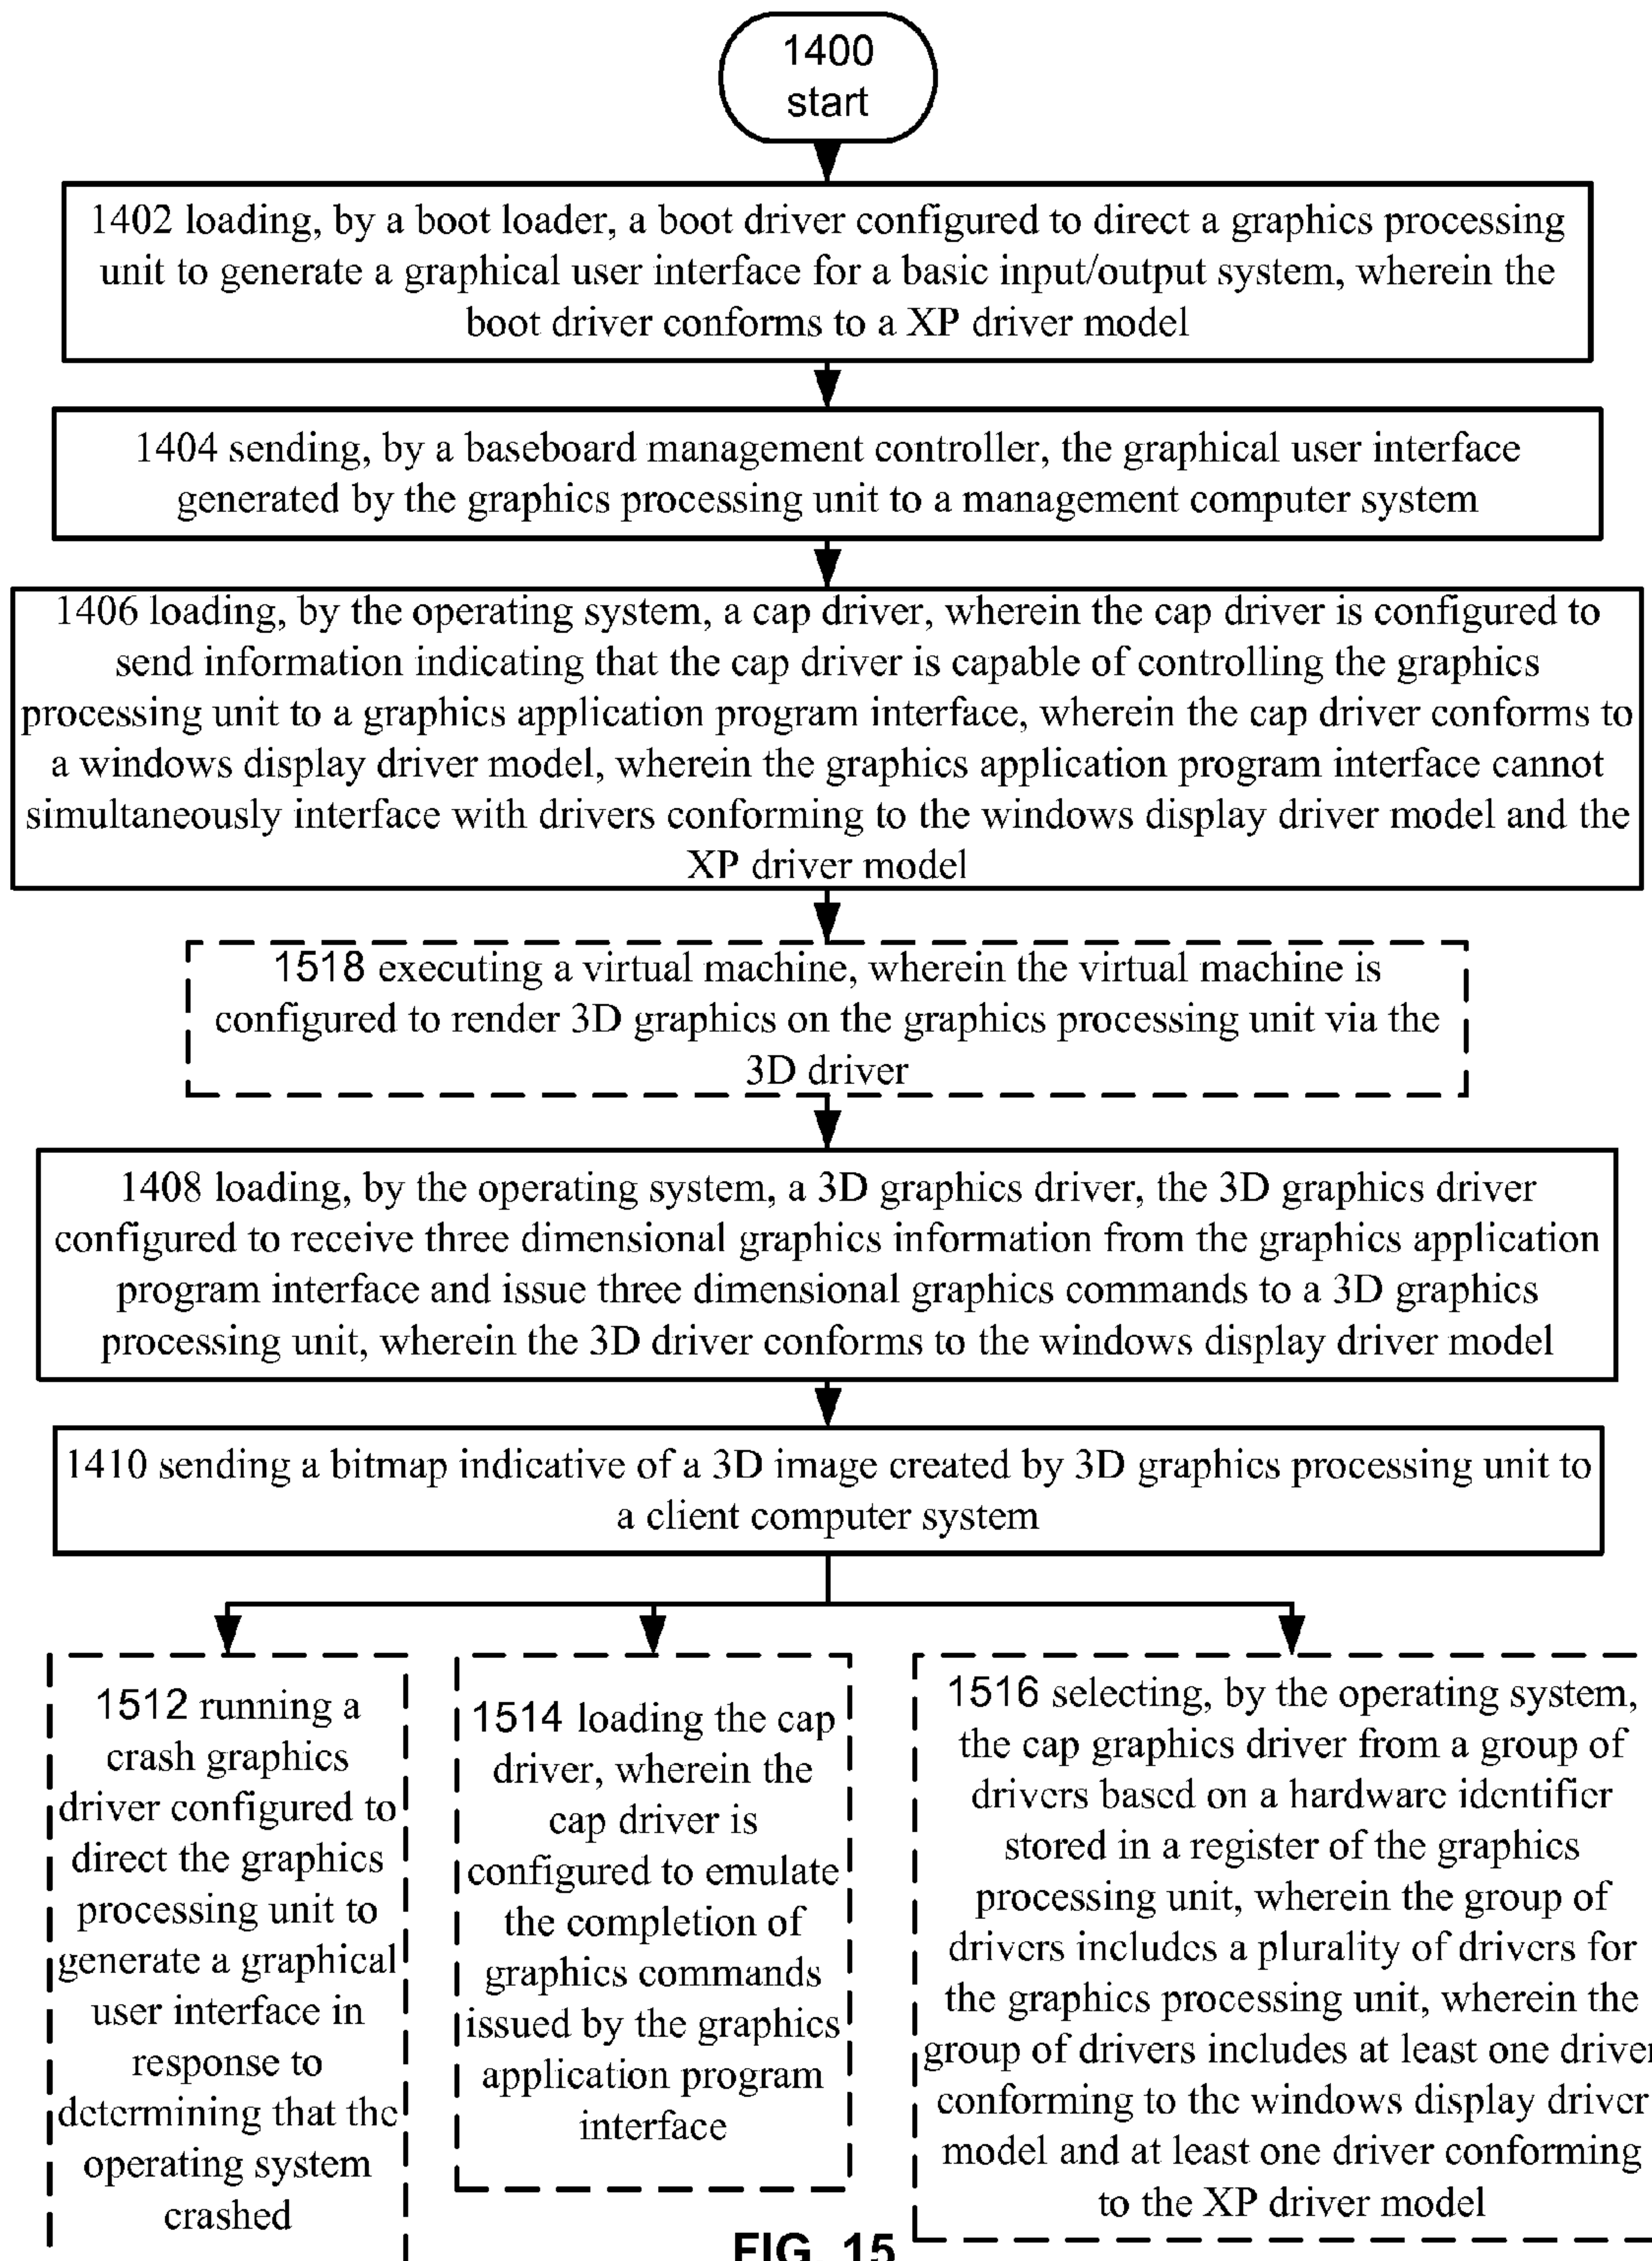 1400
start
1402 loading, by a boot loader, a boot driver configured to direct a graphics processing
unit to generate a graphical user interface for a basic input/output system, wherein the
boot driver conforms to a XP driver model
1404 sending, by a baseboard management controller, the graphical user interface
generated by the graphics processing unit to a management computer system
1406 loading, by the operating system, a cap driver, wherein the cap driver is configured to
send information indicating that the cap driver is capable of controlling the graphics
processing unit to a graphics application program interface, wherein the cap driver conforms to
a windows display driver model, wherein the graphics application program interface cannot
simultaneously interface with drivers conforming to the windows display driver model and the
XP driver model
1518 executing a virtual machine, wherein the virtual machine is
configured to render 3D graphics on the graphics processing unit via the
3D driver
1408 loading, by the operating system, a 3D graphics driver, the 3D graphics driver
configured to receive three dimensional graphics information from the graphics application
program interface and issue three dimensional graphics commands to a 3D graphics
processing unit, wherein the 3D driver conforms to the windows display driver model
1410 sending a bitmap indicative of a 3D image created by 3D graphics processing unit to
a client computer system
1512 running a
crash graphics
driver configured to
direct the graphics
processing unit to
generate a graphical
user interface in
response to
determining that the
operating system
crashed
1514 loading the cap
driver, wherein the
cap driver is
configured to emulate
the completion of
graphics commands
issued by the graphics
application program
interface
1516 selecting, by the operating system,
the cap graphics driver from a group of
drivers based on a hardware identifier
stored in a register of the graphics
processing unit, wherein the group of
drivers includes a plurality of drivers for
the graphics processing unit, wherein the
group of drivers includes at least one driver
conforming to the windows display driver
model and at least one driver conforming
to the XP driver model
FIG. 15